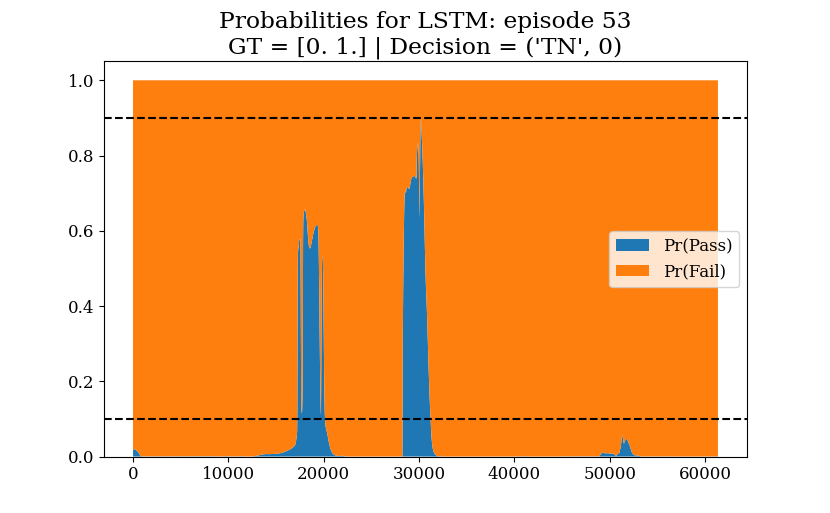 Probabilities for LSTM: episode 53
GT = [0. 1.] | Decision = ('TN', 0)
1.0
0.8
0.6
0.4
0.2
0.0
Pr(Pass)
Pr(Fail)
0 10000 20000 30000 40000 50000 60000